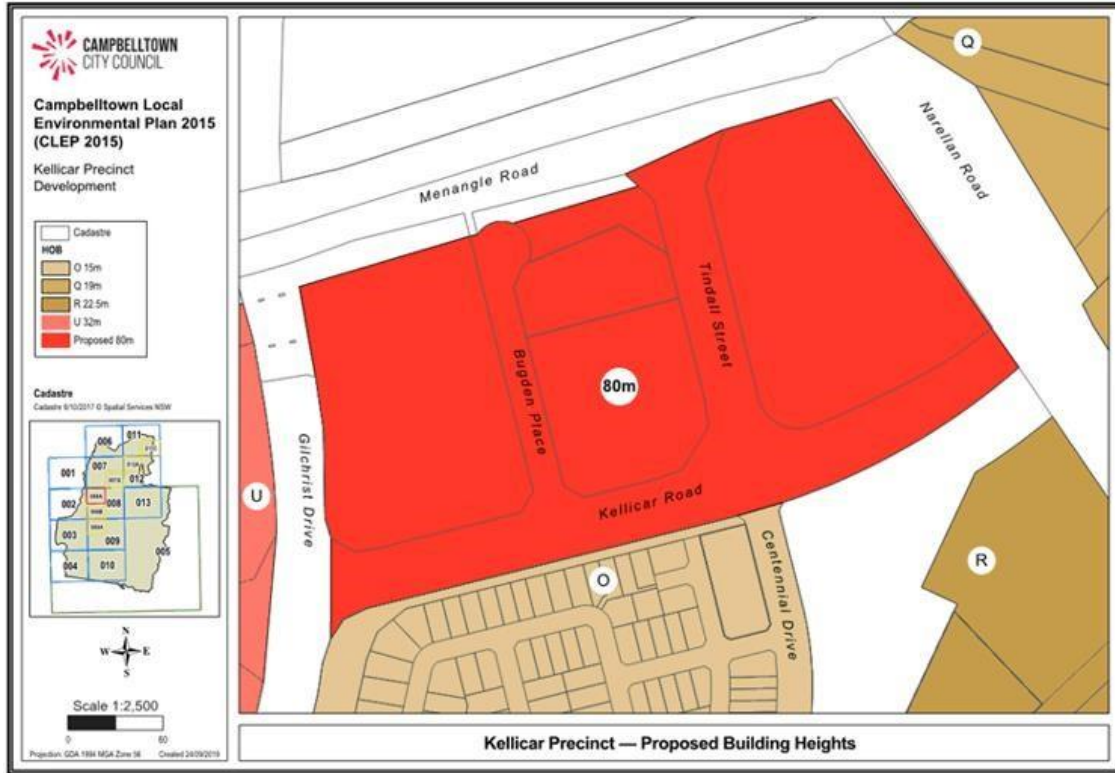 CAMPBELLTOWN
CITY COUNCIL
Campbelltown Local
Environmental Plan 2015
(CLEP 2015)
Kellicar Precinct
Development
Cadastre
HOB
O 15m
Q 19m
R 22.5m
U 32m
Proposed 80m
Cadastre
Cadastre 6/10/2017 © Spatial Services NSW
006
011
001
007
012
002
008
013
003
009
005
004
010
N
W E
S
Scale 1:2,500
0 60
Projection: GDA 1994 MGA Zone 56 Created 24/09/2019
Q
Narellan Road
Menangle Road
Tindall Street
80m
Bugden Place
Gilchrist Drive
U
Kellicar Road
O
Centennial Drive
R
Kellicar Precinct — Proposed Building Heights